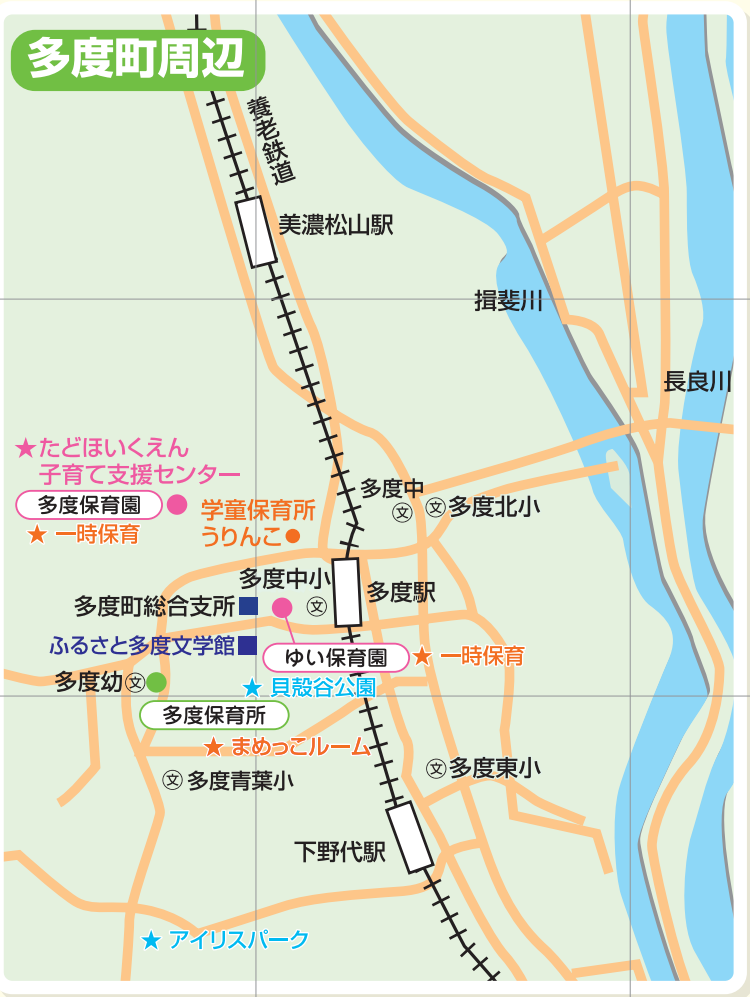 多度町周辺
養老鉄道
美濃松山駅
揖斐川
長良川
★たどほいくえん
子育て支援センター
多度保育園
★ 一時保育
学童保育所
うりんこ
多度中
文
文 多度北小
多度中小
文
多度駅
多度町総合支所
ふるさと多度文学館
ゆい保育園
★ 一時保育
多度幼 文
★ 貝殻谷公園
多度保育所
★ まめっこルーム
文 多度青葉小
文 多度東小
下野代駅
★ アイリスパーク